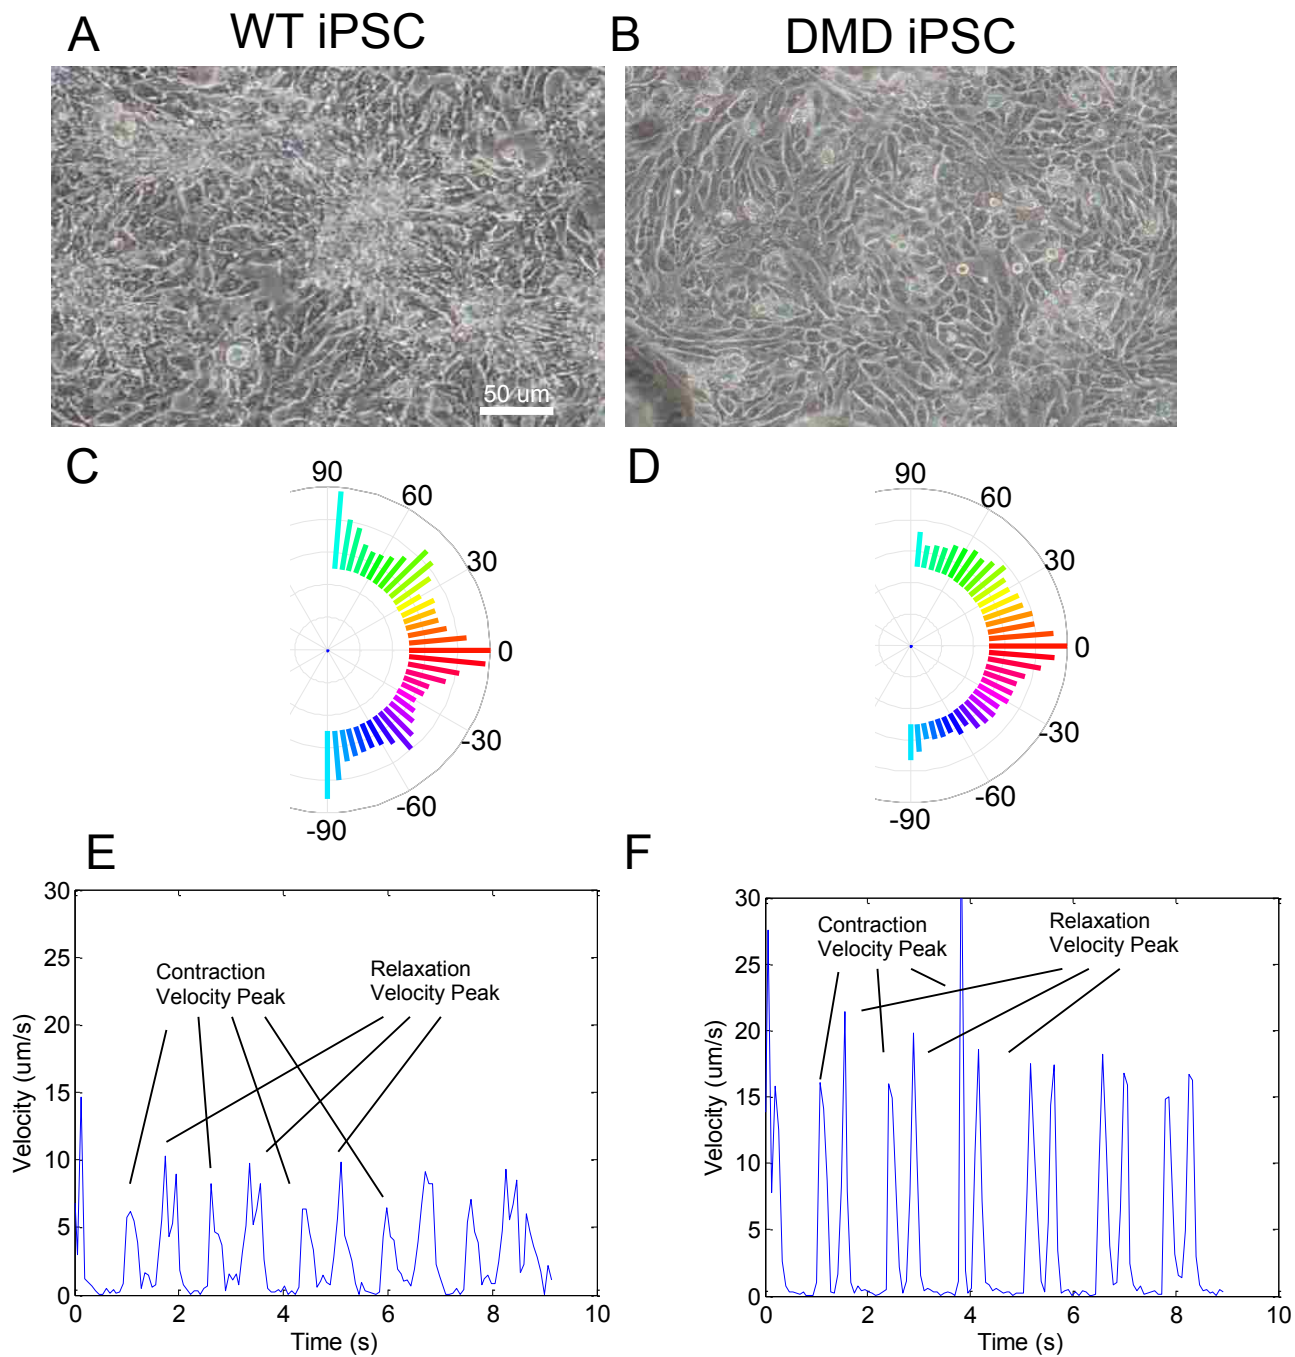 A WT iPSC B DMD iPSC
50 um
C D
90
60
30
0
-30
-60
-90
90
60
30
0
-30
-60
-90
E F
30
25
20
15
10
5
0
Velocity (um/s)
Contraction
Velocity Peak
Relaxation
Velocity Peak
0 2 4 6 8 10
Time (s)
30
25
20
15
10
5
0
Velocity (um/s)
Contraction
Velocity Peak
Relaxation
Velocity Peak
0 2 4 6 8 10
Time (s)